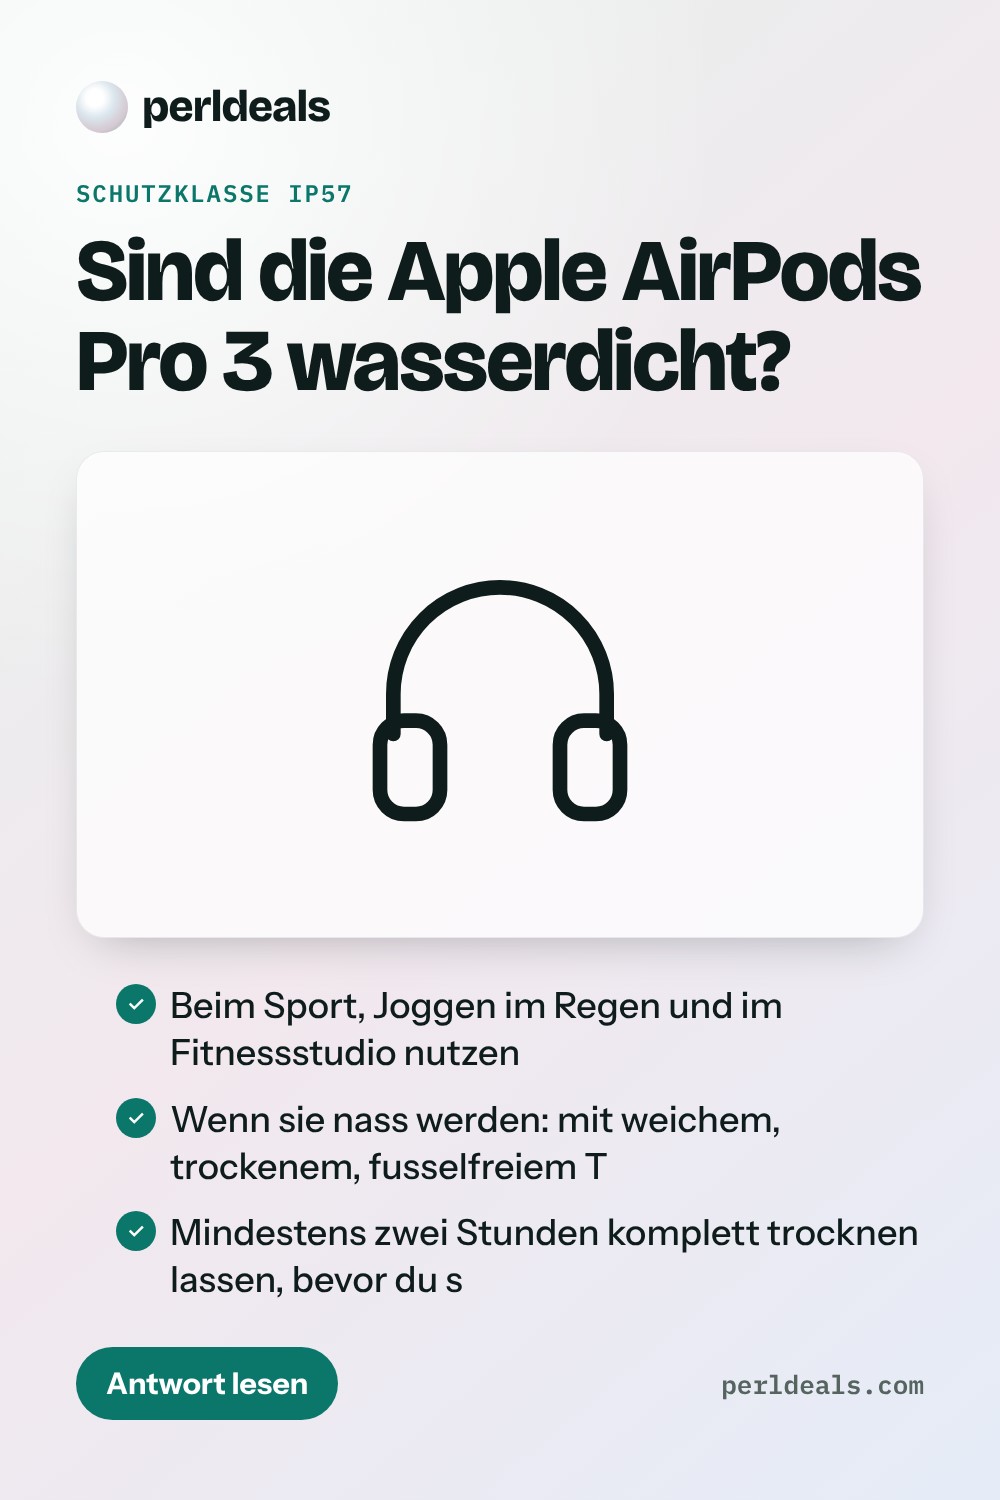 perldeals
SCHUTZKLASSE IP57
Sind die Apple AirPods
Pro 3 wasserdicht?
Beim Sport, Joggen im Regen und im
Fitnessstudio nutzen
Wenn sie nass werden: mit weichem,
trockenem, fusselfreiem T
Mindestens zwei Stunden komplett trocknen
lassen, bevor du s
Antwort lesen
perldeals.com